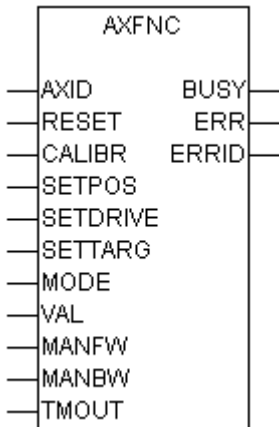 AXFNC
AXID BUSY
RESET ERR
CALIBR ERRID
SETPOS
SETDRIVE
SETTARG
MODE
VAL
MANFW
MANBW
TMOUT